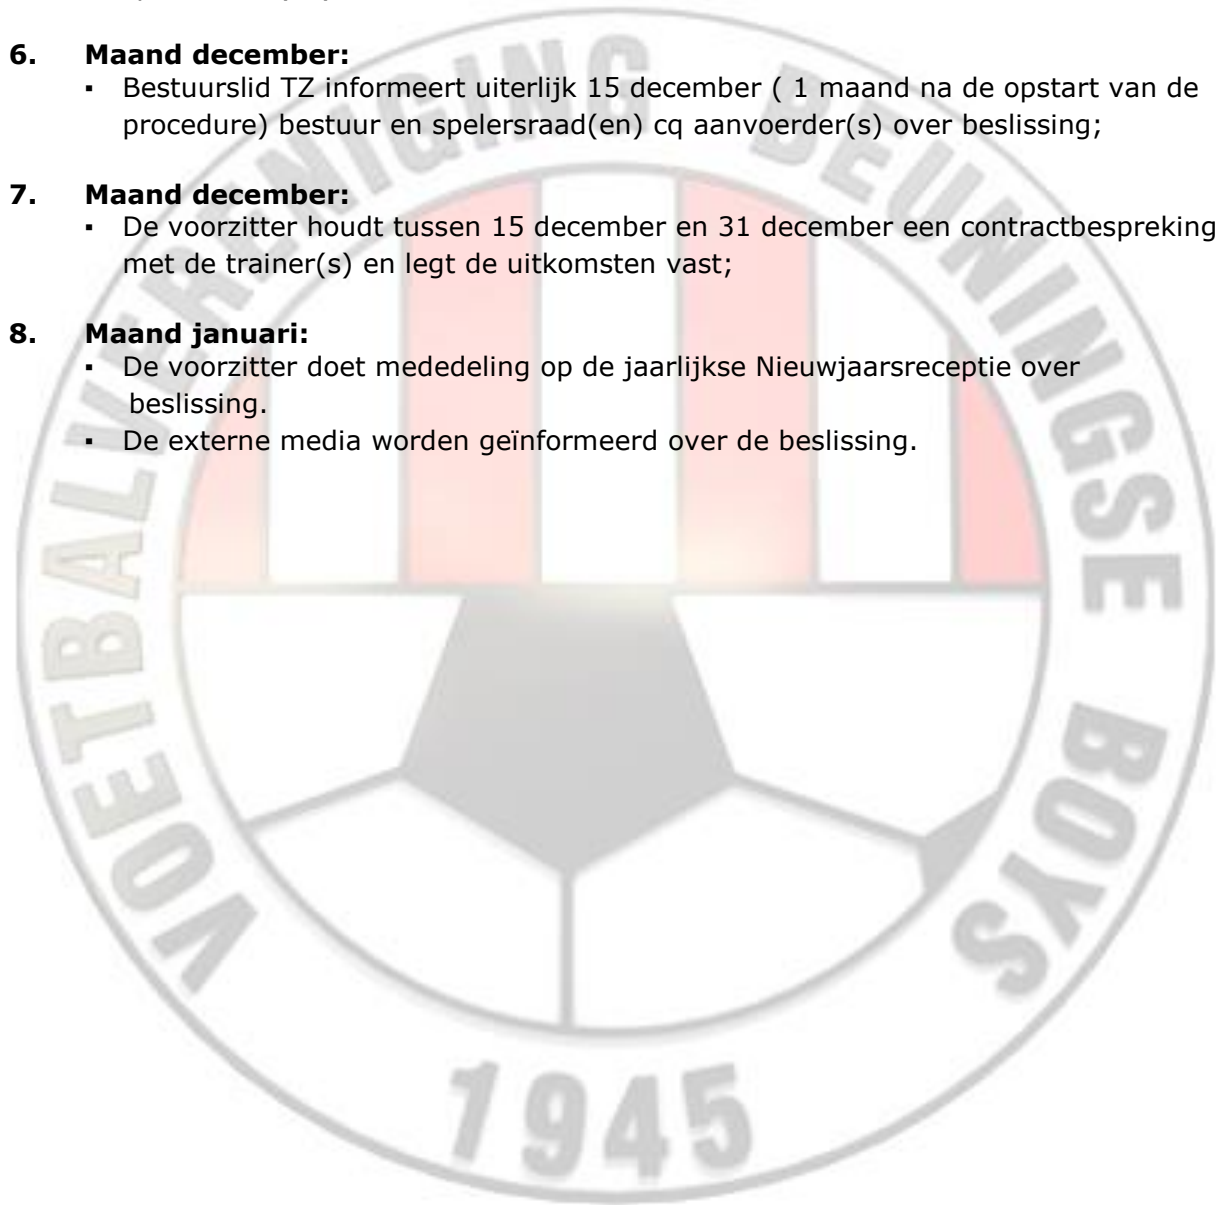 6. Maand december:
▪ Bestuurslid TZ informeert uiterlijk 15 december ( 1 maand na de opstart van de
procedure) bestuur en spelersraad(en) cq aanvoerder(s) over beslissing;
7. Maand december:
▪ De voorzitter houdt tussen 15 december en 31 december een contractbespreking
met de trainer(s) en legt de uitkomsten vast;
8. Maand januari:
▪ De voorzitter doet mededeling op de jaarlijkse Nieuwjaarsreceptie over
beslissing.
▪ De externe media worden geïnformeerd over de beslissing.
VOETBALVERENIGING BEUNINGSE BOYS
1945